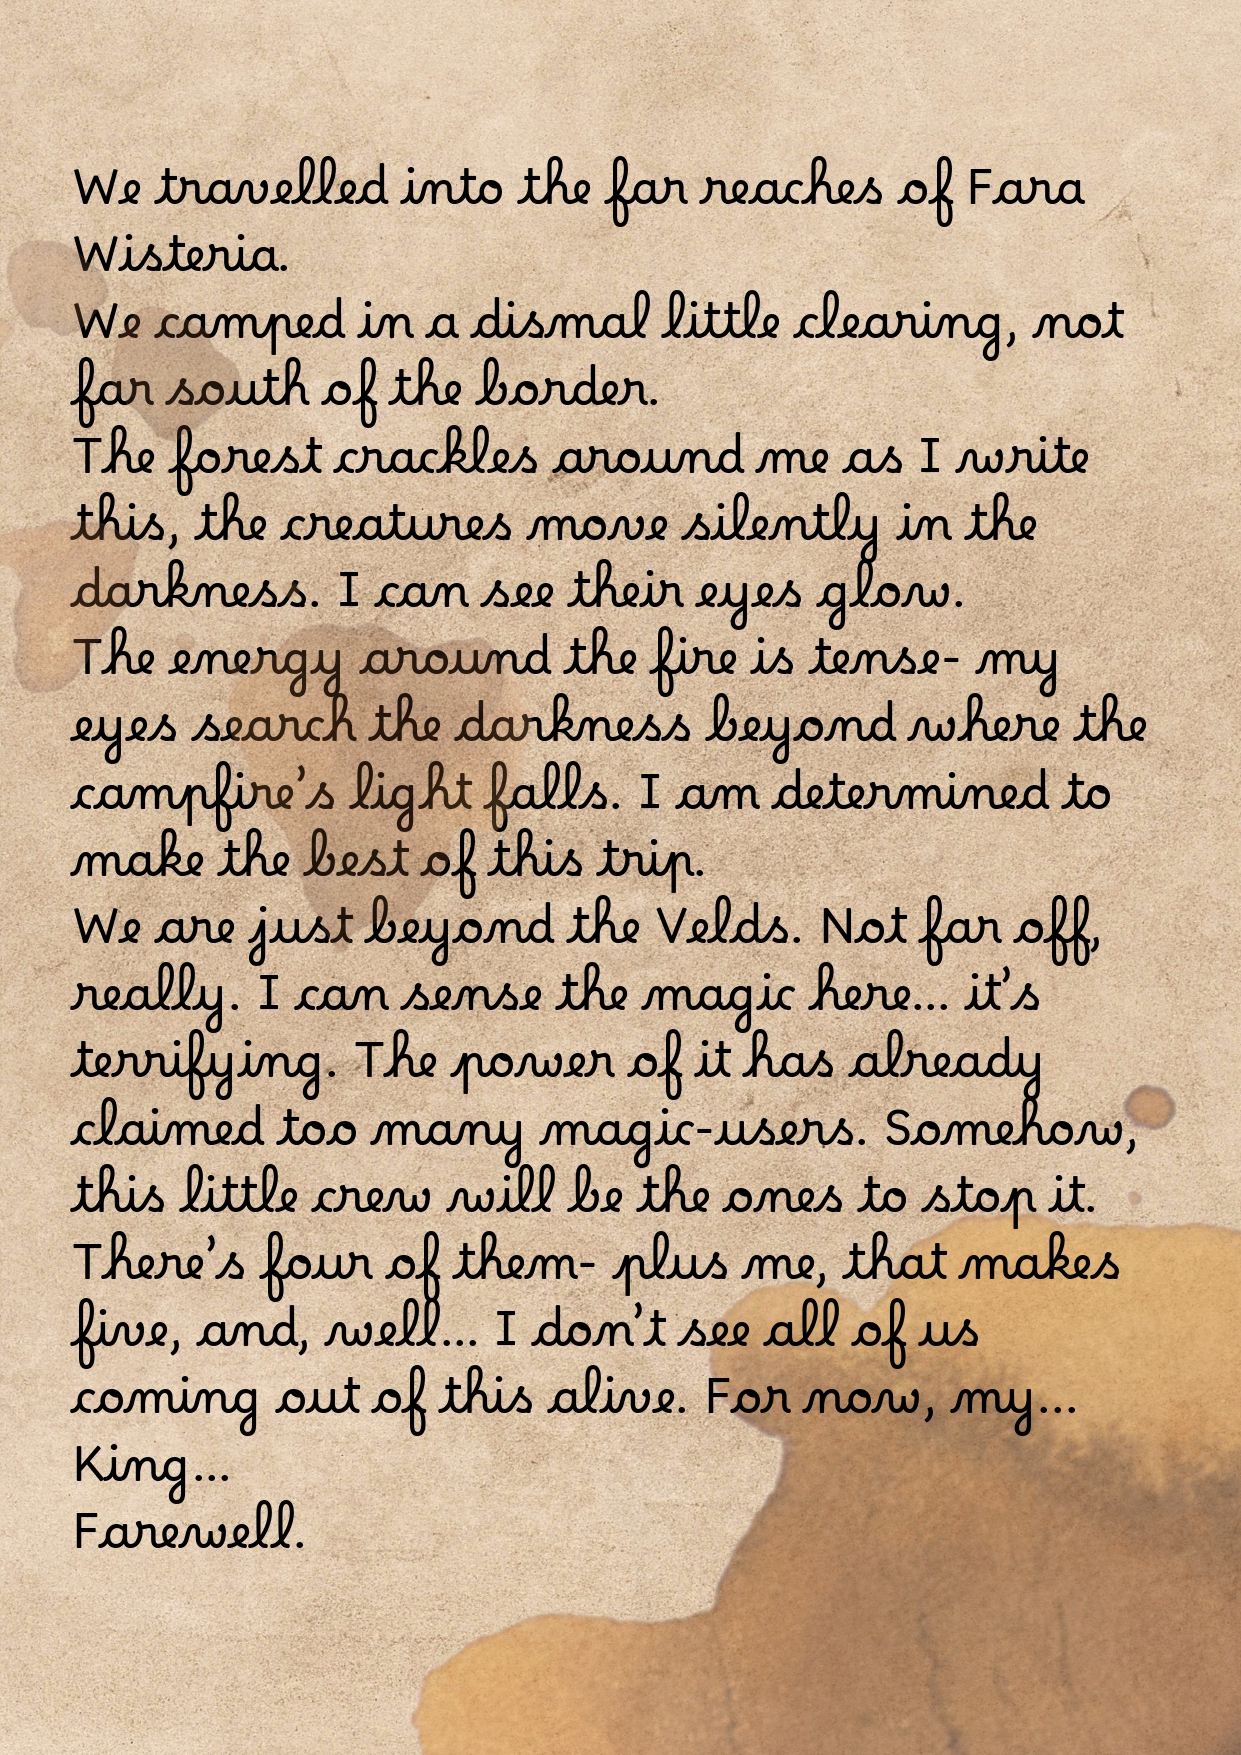 We travelled into the far reaches of Fara
Wisteria.
We camped in a dismal little clearing, not
far south of the border.
The forest crackles around me as I write
this, the creatures move silently in the
darkness. I can see their eyes glow.
The energy around the fire is tense- my
eyes search the darkness beyond where the
campfire’s light falls. I am determined to
make the best of this trip.
We are just beyond the Velds. Not far off,
really. I can sense the magic here... it’s
terrifying. The power of it has already
claimed too many magic-users. Somehow,
this little crew will be the ones to stop it.
There’s four of them- plus me, that makes
five, and, well... I don’t see all of us
coming out of this alive. For now, my...
King...
Farewell.